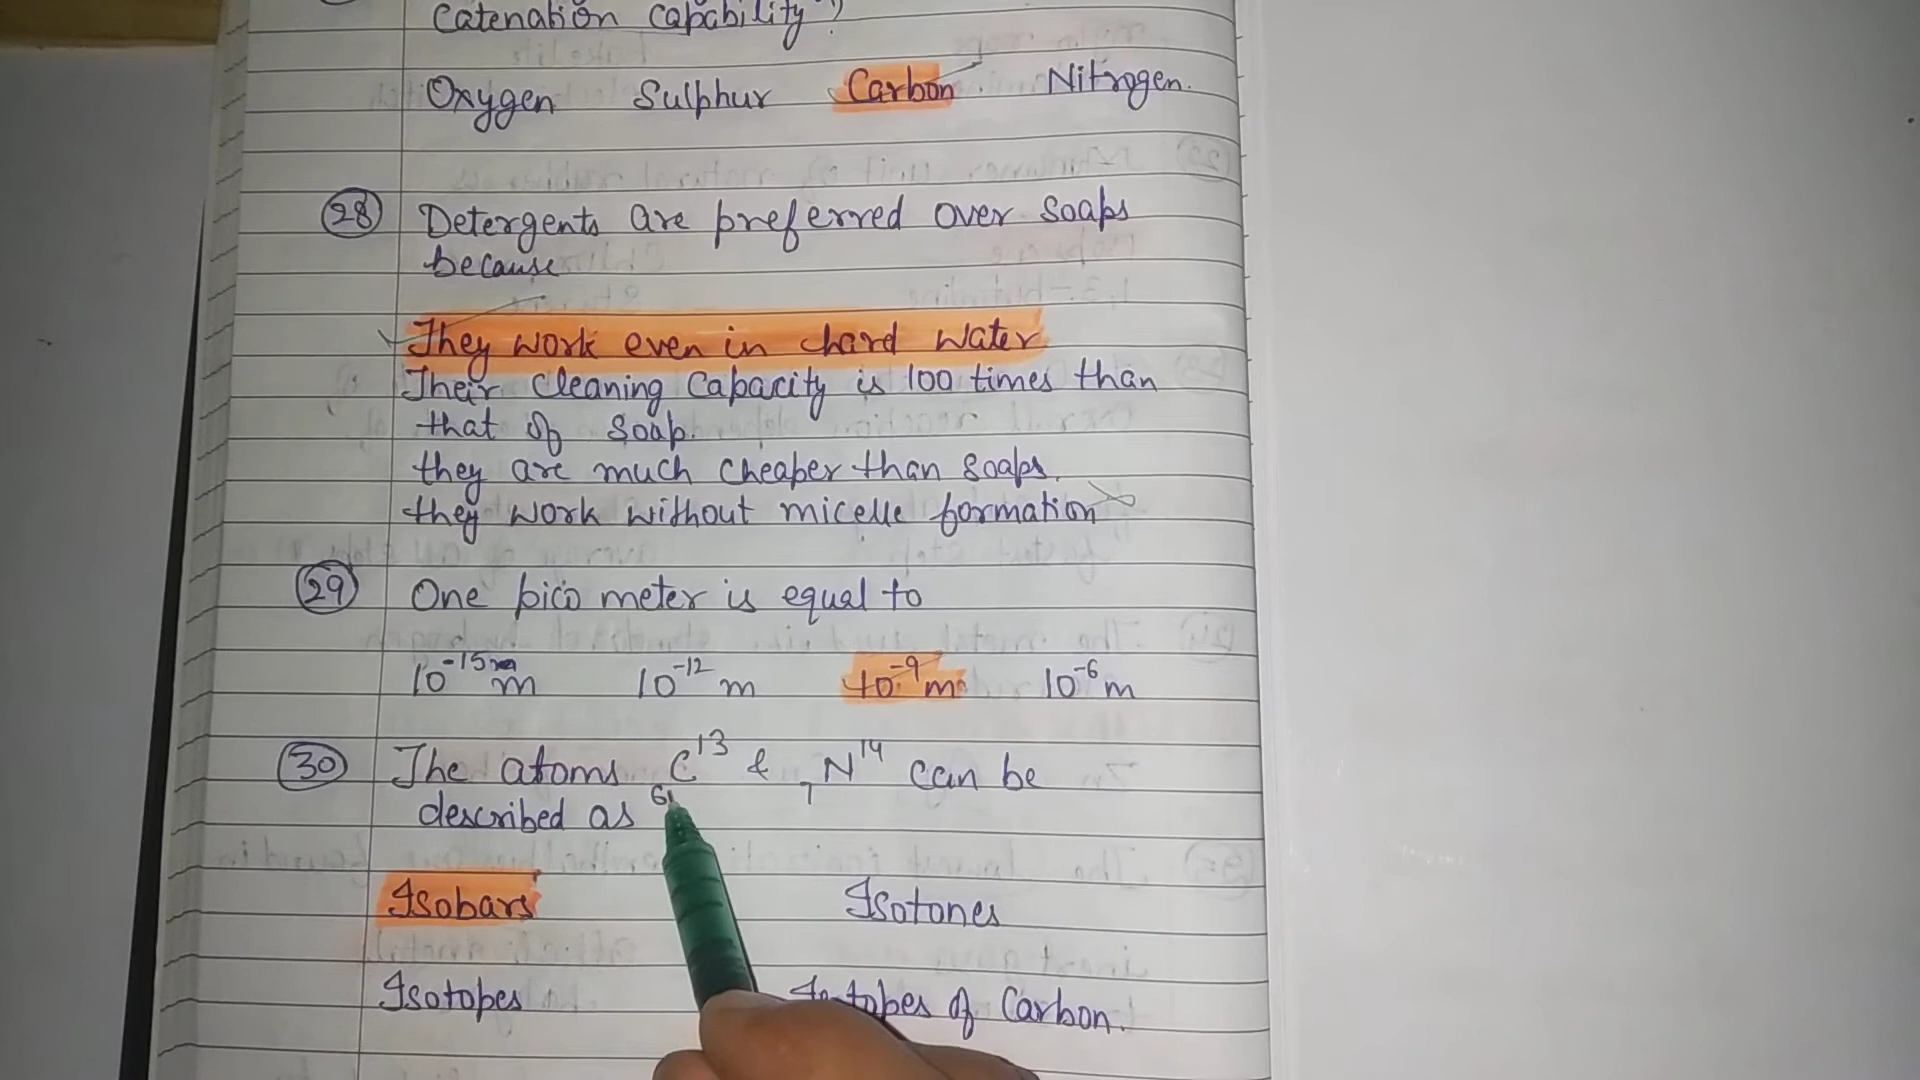 Catenation capability?
Oxygen Sulphur Carbon Nitrogen.
28 Detergents are preferred over soaps
because
They work even in hard water
Their cleaning capacity is 100 times than
that of soap.
they are much cheaper than soaps.
they work without micelle formation
29 One pico meter is equal to
10⁻¹⁵m 10⁻¹² m 10⁻⁹ m 10⁻⁶ m
30 The atoms ₆C¹³ & ₇N¹⁴ can be
described as
Isobars Isotones
Isotopes of Carbon.